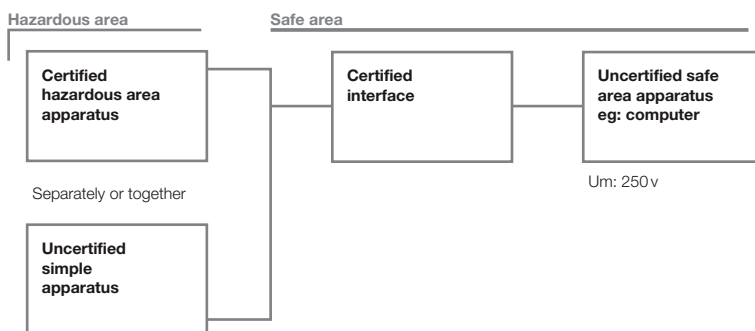 Hazardous area
Safe area
Certified
hazardous area
apparatus
Certified
interface
Uncertified safe
area apparatus
eg: computer
Separately or together
Um: 250 v
Uncertified
simple
apparatus